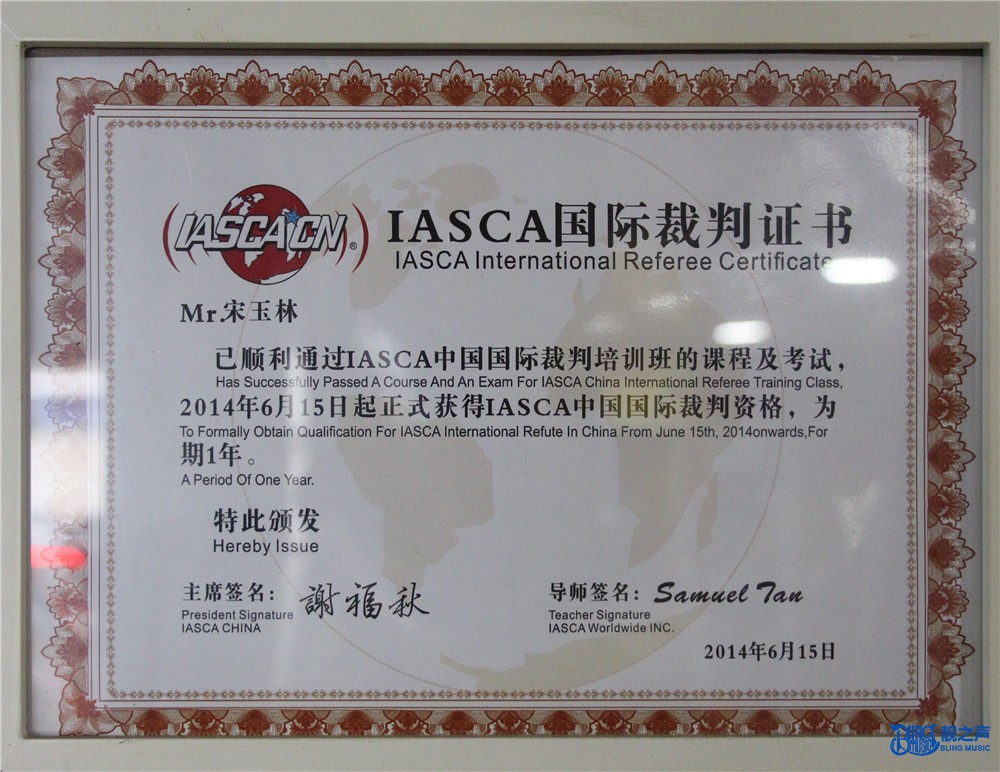 IASCA CN ®
IASCA国际裁判证书
IASCA International Referee Certificate
Mr.宋玉林
已顺利通过IASCA中国国际裁判培训班的课程及考试，
Has Successfully Passed A Course And An Exam For IASCA China International Referee Training Class,
2014年6月15日起正式获得IASCA中国国际裁判资格，为
To Formally Obtain Qualification For IASCA International Refute In China From June 15th, 2014onwards,For
期1年。
A Period Of One Year.
特此颁发
Hereby Issue
主席签名：謝福秋
President Signature
IASCA CHINA
导师签名：Samuel Tan
Teacher Signature
IASCA Worldwide INC.
2014年6月15日
靓之声
BLING MUSIC